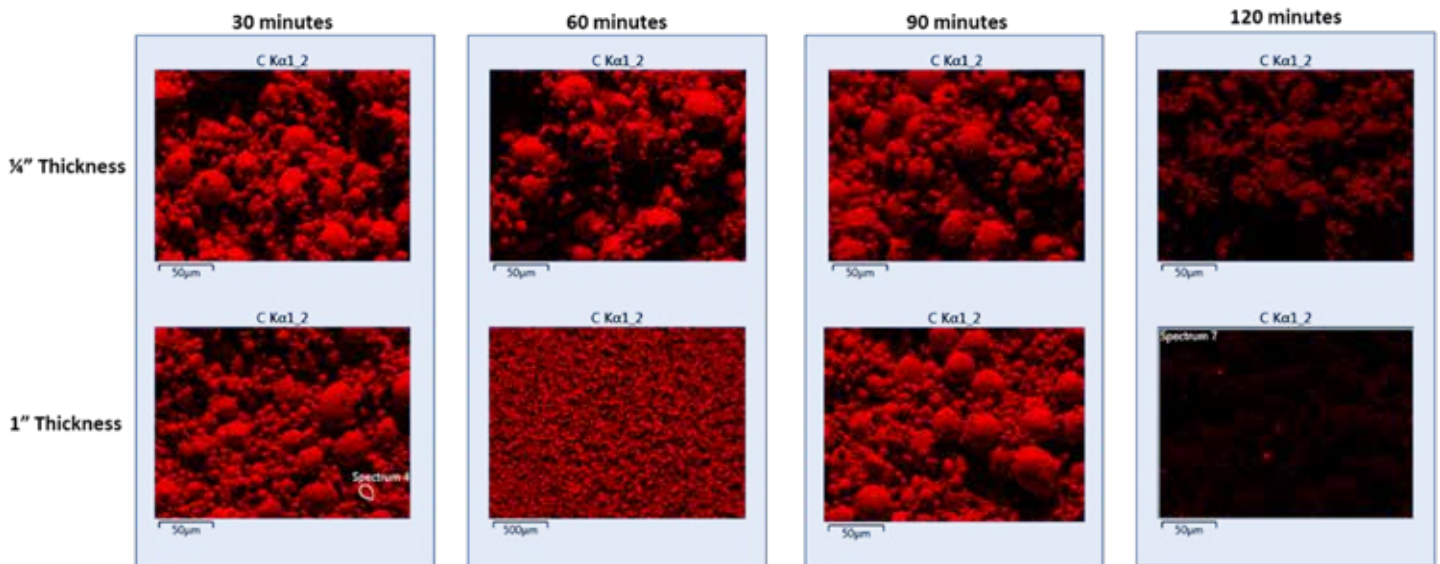 30 minutes 60 minutes 90 minutes 120 minutes
C Kα1_2 C Kα1_2 C Kα1_2 C Kα1_2
¼” Thickness
50μm 50μm 50μm 50μm
C Kα1_2 C Kα1_2 C Kα1_2 C Kα1_2
Spectrum 7
1” Thickness
Spectrum 4
50μm 500μm 50μm 50μm